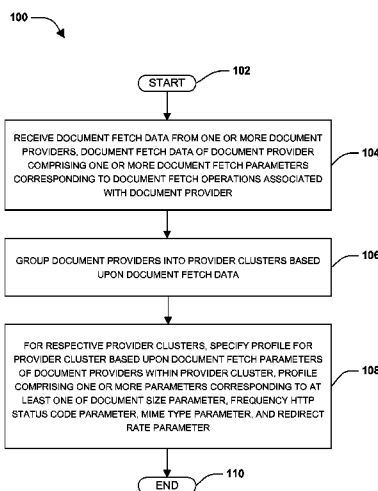 100
102
START
RECEIVE DOCUMENT FETCH DATA FROM ONE OR MORE DOCUMENT
PROVIDERS, DOCUMENT FETCH DATA OF DOCUMENT PROVIDER
COMPRISING ONE OR MORE DOCUMENT FETCH PARAMETERS
CORRESPONDING TO DOCUMENT FETCH OPERATIONS ASSOCIATED
WITH DOCUMENT PROVIDER
104
GROUP DOCUMENT PROVIDERS INTO PROVIDER CLUSTERS BASED
UPON DOCUMENT FETCH DATA
106
FOR RESPECTIVE PROVIDER CLUSTERS, SPECIFY PROFILE FOR
PROVIDER CLUSTER BASED UPON DOCUMENT FETCH PARAMETERS
OF DOCUMENT PROVIDERS WITHIN PROVIDER CLUSTER, PROFILE
COMPRISING ONE OR MORE PARAMETERS CORRESPONDING TO AT
LEAST ONE OF DOCUMENT SIZE PARAMETER, FREQUENCY HTTP
STATUS CODE PARAMETER, MIME TYPE PARAMETER, AND REDIRECT
RATE PARAMETER
108
END
110